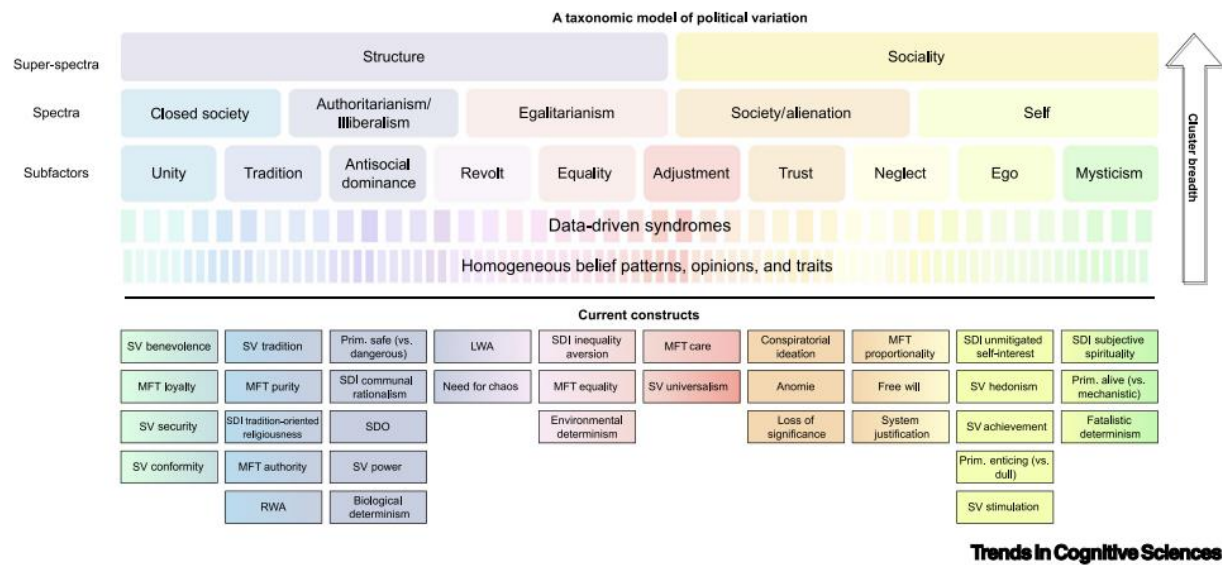 A taxonomic model of political variation
Super-spectra
Structure
Sociality
Spectra
Closed society
Authoritarianism/
Illiberalism
Egalitarianism
Society/alienation
Self
Subfactors
Unity
Tradition
Antisocial
dominance
Revolt
Equality
Adjustment
Trust
Neglect
Ego
Mysticism
Data-driven syndromes
Homogeneous belief patterns, opinions, and traits
Cluster breadth
Current constructs
SV benevolence
SV tradition
Prim. safe (vs.
dangerous)
LWA
SDI inequality
aversion
MFT care
Conspiratorial
ideation
MFT
proportionality
SDI unmitigated
self-interest
SDI subjective
spirituality
MFT loyalty
MFT purity
SDI communal
rationalism
Need for chaos
MFT equality
SV universalism
Anomie
Free will
SV hedonism
Prim. alive (vs.
mechanistic)
SV security
SDI tradition-oriented
religiousness
SDO
Environmental
determinism
Loss of
significance
System
justification
SV achievement
Fatalistic
determinism
SV conformity
MFT authority
SV power
Prim. enticing (vs.
dull)
RWA
Biological
determinism
SV stimulation
Trends in Cognitive Sciences